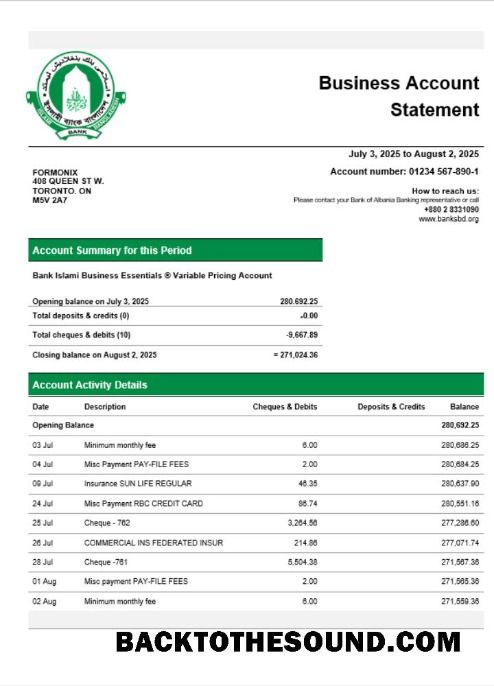 ইসলামী ব্যাংক বাংলাদেশ
BANK
Business Account
Statement
July 3, 2025 to August 2, 2025
Account number: 01234 567-890-1
FORMONIX
408 QUEEN ST W.
TORONTO. ON
M5V 2A7
How to reach us:
Please contact your Bank of Albania Banking representative or call
+880 2 8331090
www.banksbd.org
Account Summary for this Period
Bank Islami Business Essentials ® Variable Pricing Account
Opening balance on July 3, 2025 280.692.25
Total deposits & credits (0) -0.00
Total cheques & debits (10) -9,667.89
Closing balance on August 2, 2025 = 271,024.36
Account Activity Details
Date Description Cheques & Debits Deposits & Credits Balance
Opening Balance 280,692.25
03 Jul Minimum monthly fee 6.00 280,686.25
04 Jul Misc Payment PAY-FILE FEES 2.00 280,684.25
09 Jul Insurance SUN LIFE REGULAR 46.35 280,637.90
24 Jul Misc Payment RBC CREDIT CARD 86.74 280,551.16
25 Jul Cheque - 762 3,264.56 277,286.60
26 Jul COMMERCIAL INS FEDERATED INSUR 214.86 277,071.74
28 Jul Cheque -761 5,504.38 271,567.36
01 Aug Misc payment PAY-FILE FEES 2.00 271,565.36
02 Aug Minimum monthly fee 6.00 271,559.36
BACKTOTHESOUND.COM